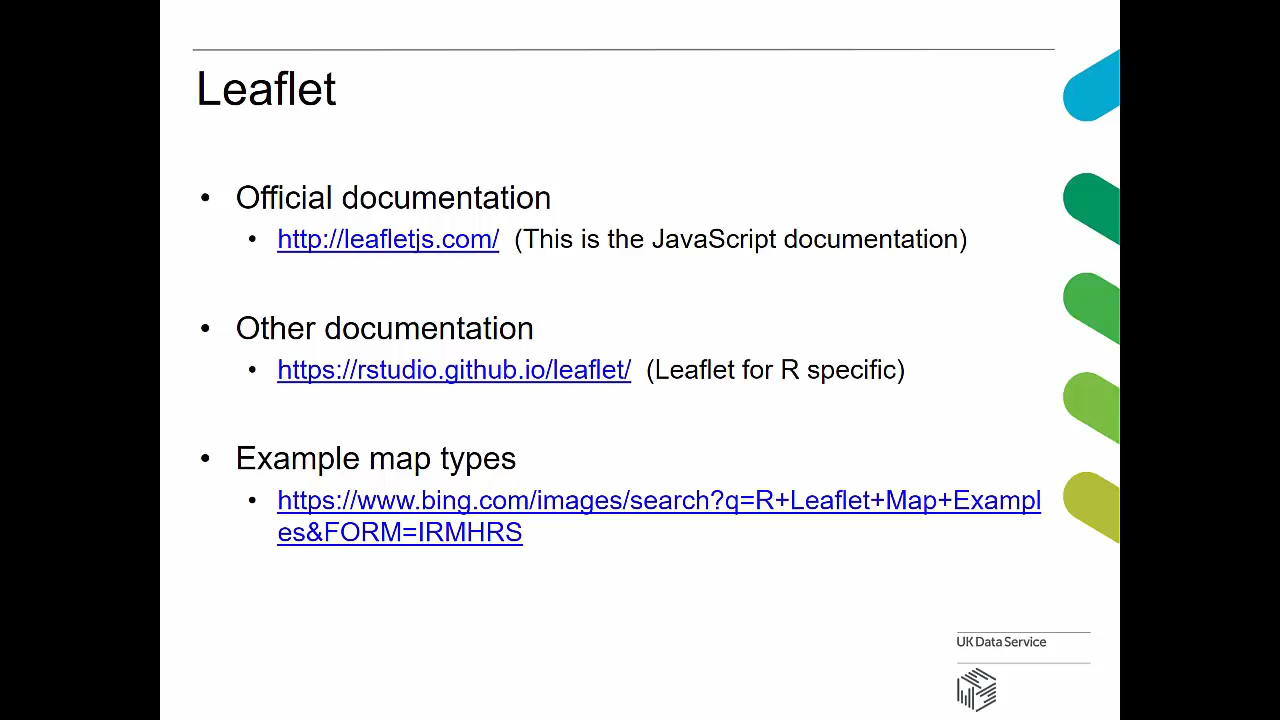 Leaflet
• Official documentation
• http://leafletjs.com/ (This is the JavaScript documentation)
• Other documentation
• https://rstudio.github.io/leaflet/ (Leaflet for R specific)
• Example map types
• https://www.bing.com/images/search?q=R+Leaflet+Map+Exampl
es&FORM=IRMHRS
UK Data Service